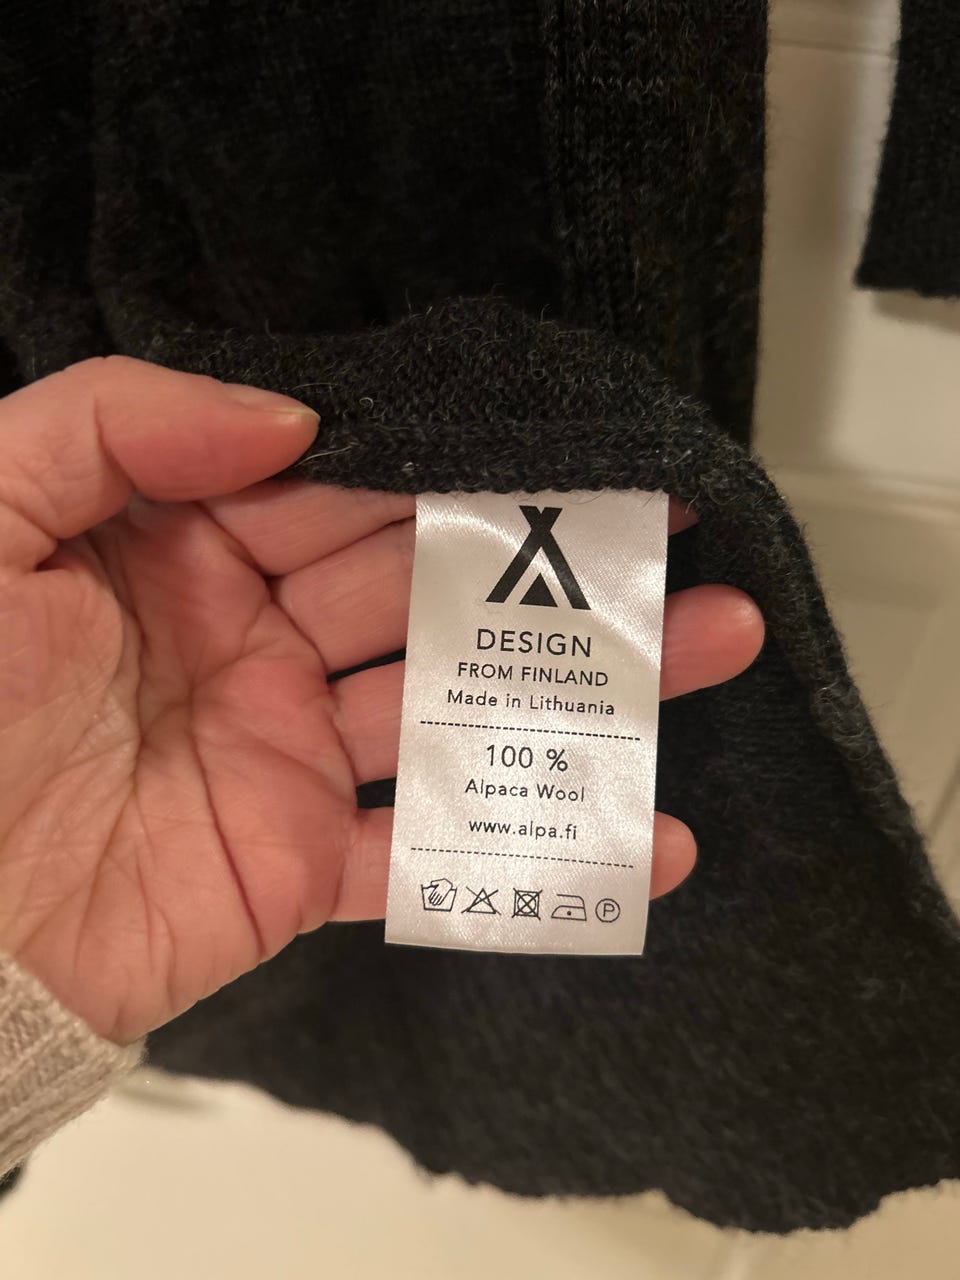 DESIGN
FROM FINLAND
Made in Lithuania
100 %
Alpaca Wool
www.alpa.fi
P